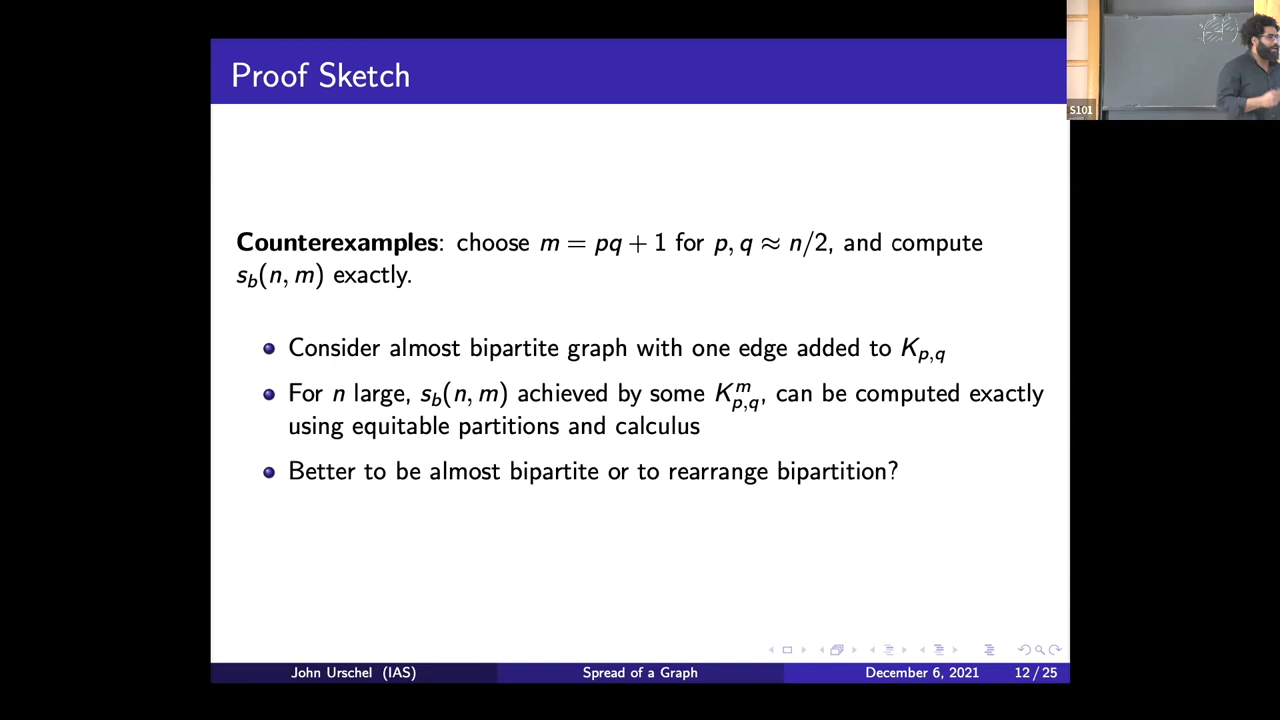 Proof Sketch
S101
Counterexamples: choose m = pq + 1 for p, q ≈ n/2, and compute
s_b(n, m) exactly.
Consider almost bipartite graph with one edge added to K_{p,q}
For n large, s_b(n, m) achieved by some K_{p,q}^m, can be computed exactly
using equitable partitions and calculus
Better to be almost bipartite or to rearrange bipartition?
John Urschel (IAS)
Spread of a Graph
December 6, 2021
12 / 25